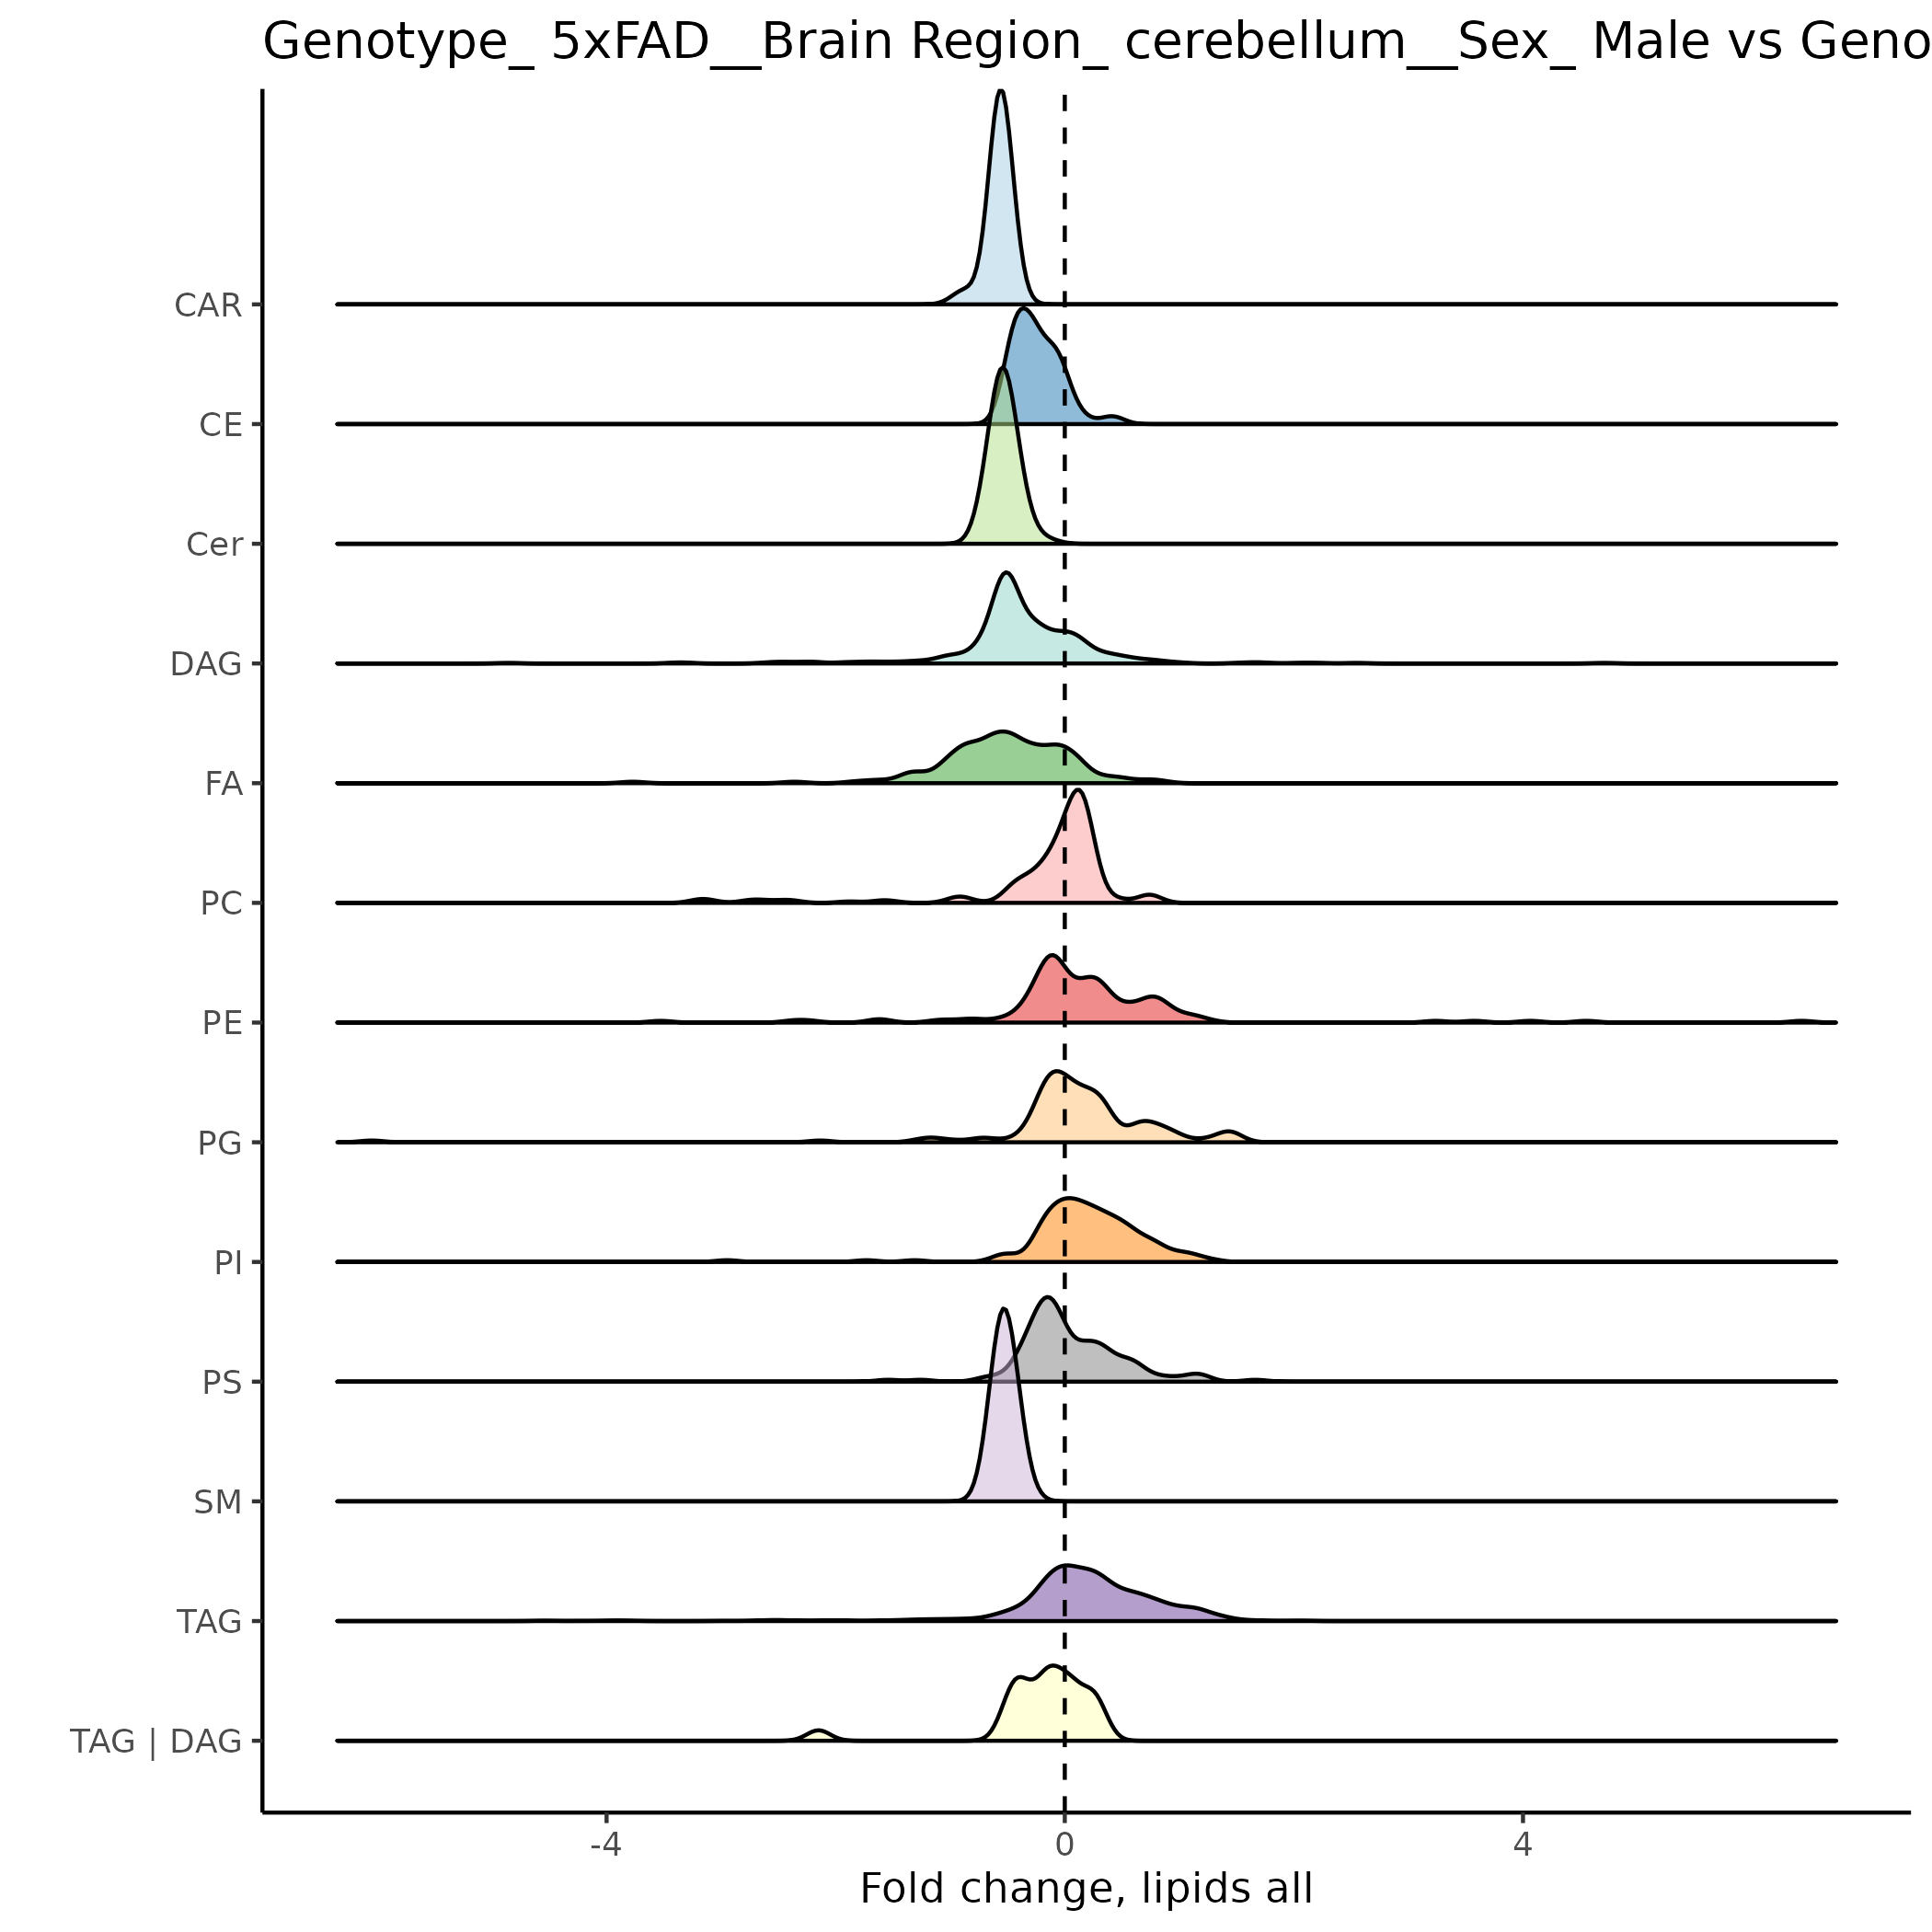 Genotype_ 5xFAD__Brain Region_ cerebellum__Sex_ Male vs Geno
CAR
CE
Cer
DAG
FA
PC
PE
PG
PI
PS
SM
TAG
TAG | DAG
-4 0 4
Fold change, lipids all